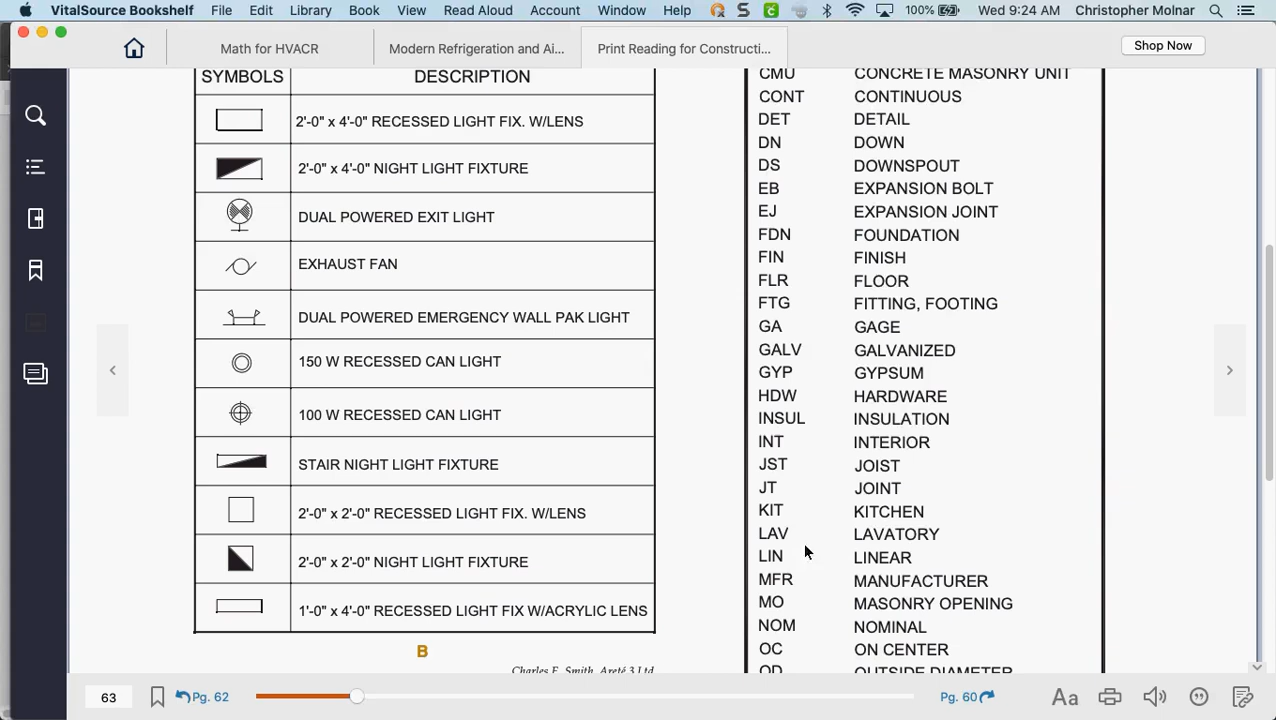 VitalSource Bookshelf File Edit Library Book View Read Aloud Account Window Help 100% Wed 9:24 AM Christopher Molnar
Math for HVACR Modern Refrigeration and Ai... Print Reading for Constructi... Shop Now
SYMBOLS DESCRIPTION
2'-0" x 4'-0" RECESSED LIGHT FIX. W/LENS
2'-0" x 4'-0" NIGHT LIGHT FIXTURE
DUAL POWERED EXIT LIGHT
EXHAUST FAN
DUAL POWERED EMERGENCY WALL PAK LIGHT
150 W RECESSED CAN LIGHT
100 W RECESSED CAN LIGHT
STAIR NIGHT LIGHT FIXTURE
2'-0" x 2'-0" RECESSED LIGHT FIX. W/LENS
2'-0" x 2'-0" NIGHT LIGHT FIXTURE
1'-0" x 4'-0" RECESSED LIGHT FIX W/ACRYLIC LENS
B
Charles E. Smith, Areté 3 Ltd
CMU CONCRETE MASONRY UNIT
CONT CONTINUOUS
DET DETAIL
DN DOWN
DS DOWNSPOUT
EB EXPANSION BOLT
EJ EXPANSION JOINT
FDN FOUNDATION
FIN FINISH
FLR FLOOR
FTG FITTING, FOOTING
GA GAGE
GALV GALVANIZED
GYP GYPSUM
HDW HARDWARE
INSUL INSULATION
INT INTERIOR
JST JOIST
JT JOINT
KIT KITCHEN
LAV LAVATORY
LIN LINEAR
MFR MANUFACTURER
MO MASONRY OPENING
NOM NOMINAL
OC ON CENTER
OD OUTSIDE DIAMETER
63 Pg. 62 Pg. 60 Aa